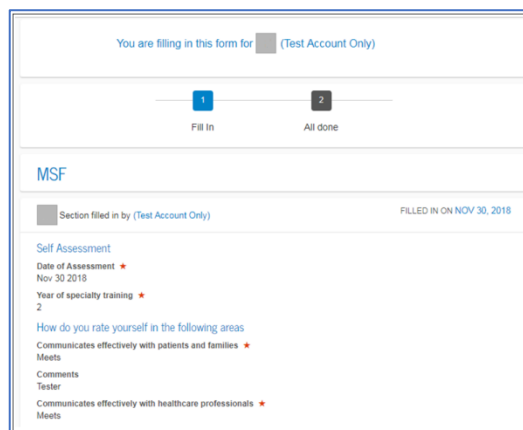 You are filling in this form for (Test Account Only)
1 2
Fill In All done
MSF
Section filled in by (Test Account Only) FILLED IN ON NOV 30, 2018
Self Assessment
Date of Assessment ★
Nov 30 2018
Year of specialty training ★
2
How do you rate yourself in the following areas
Communicates effectively with patients and families ★
Meets
Comments
Tester
Communicates effectively with healthcare professionals ★
Meets